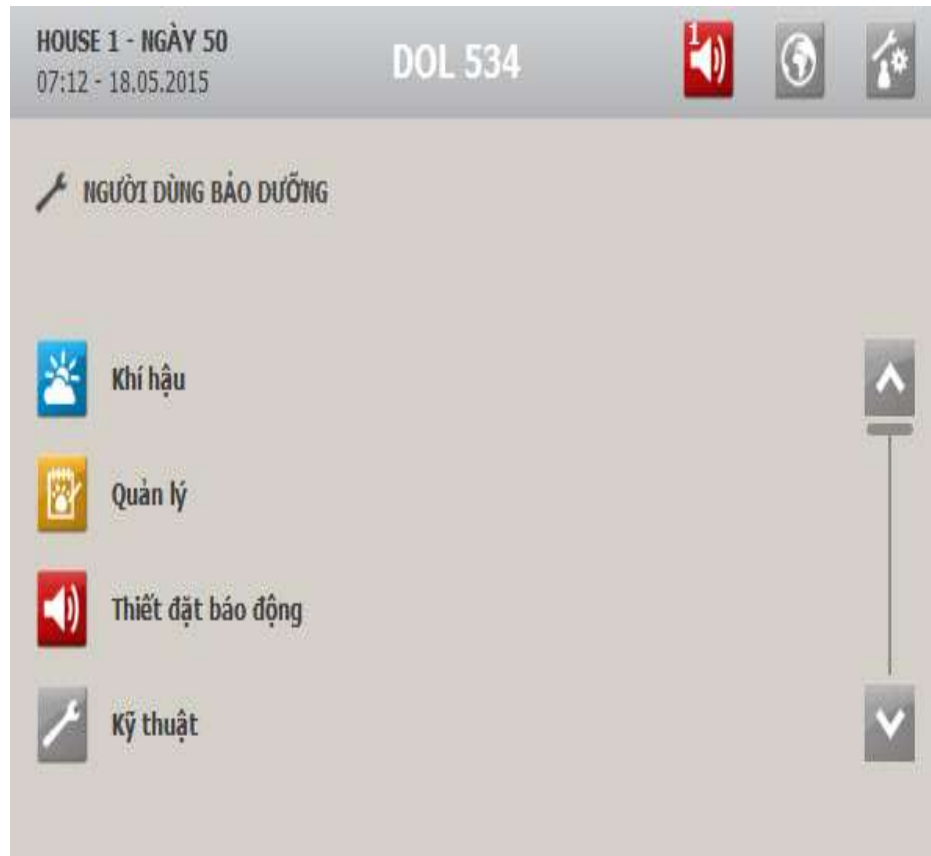 HOUSE 1 - NGÀY 50
07:12 - 18.05.2015
DOL 534
1
NGƯỜI DÙNG BẢO DƯỠNG
Khí hậu
Quản lý
Thiết đặt báo động
Kỹ thuật